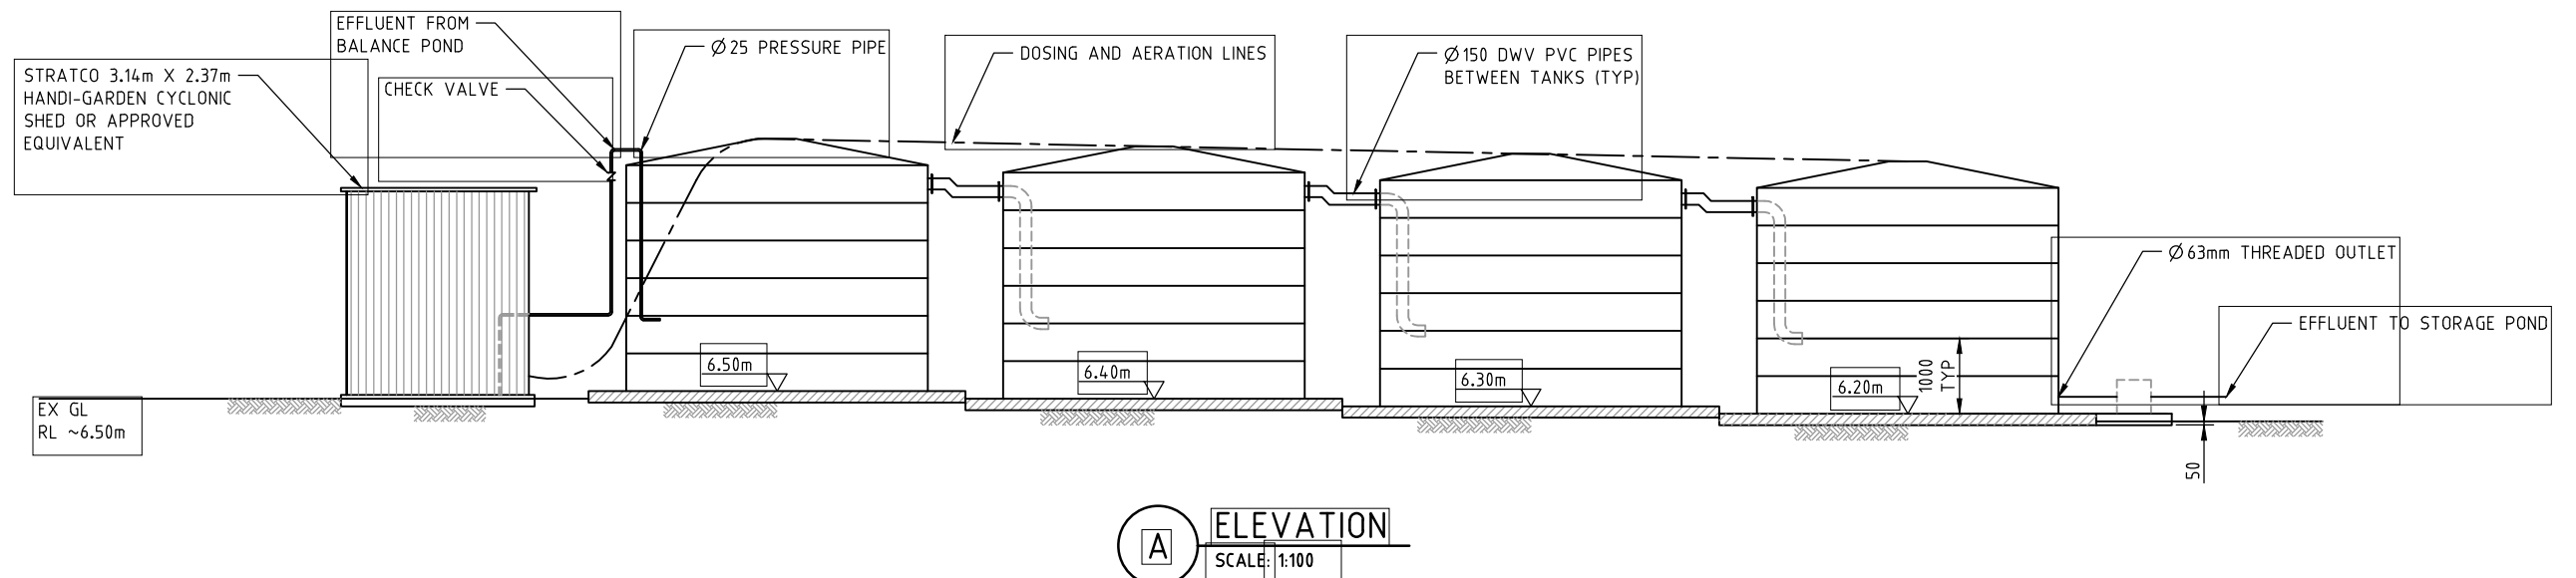 EFFLUENT FROM
BALANCE POND
Ø25 PRESSURE PIPE
DOSING AND AERATION LINES
Ø150 DWV PVC PIPES
BETWEEN TANKS (TYP)
STRATCO 3.14m X 2.37m
HANDI-GARDEN CYCLONIC
SHED OR APPROVED
EQUIVALENT
CHECK VALVE
Ø63mm THREADED OUTLET
EFFLUENT TO STORAGE POND
6.50m
6.40m
6.30m
6.20m
1000
TYP
EX GL
RL ~6.50m
50
A
ELEVATION
SCALE: 1:100